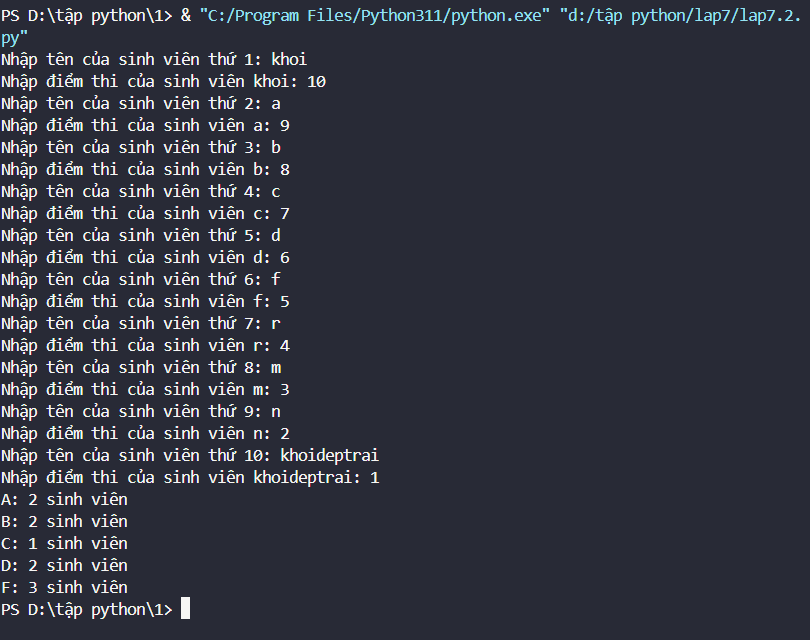 PS D:\tập python\1> & "C:/Program Files/Python311/python.exe" "d:/tập python/lap7/lap7.2.
py"
Nhập tên của sinh viên thứ 1: khoi
Nhập điểm thi của sinh viên khoi: 10
Nhập tên của sinh viên thứ 2: a
Nhập điểm thi của sinh viên a: 9
Nhập tên của sinh viên thứ 3: b
Nhập điểm thi của sinh viên b: 8
Nhập tên của sinh viên thứ 4: c
Nhập điểm thi của sinh viên c: 7
Nhập tên của sinh viên thứ 5: d
Nhập điểm thi của sinh viên d: 6
Nhập tên của sinh viên thứ 6: f
Nhập điểm thi của sinh viên f: 5
Nhập tên của sinh viên thứ 7: r
Nhập điểm thi của sinh viên r: 4
Nhập tên của sinh viên thứ 8: m
Nhập điểm thi của sinh viên m: 3
Nhập tên của sinh viên thứ 9: n
Nhập điểm thi của sinh viên n: 2
Nhập tên của sinh viên thứ 10: khoideptrai
Nhập điểm thi của sinh viên khoideptrai: 1
A: 2 sinh viên
B: 2 sinh viên
C: 1 sinh viên
D: 2 sinh viên
F: 3 sinh viên
PS D:\tập python\1>